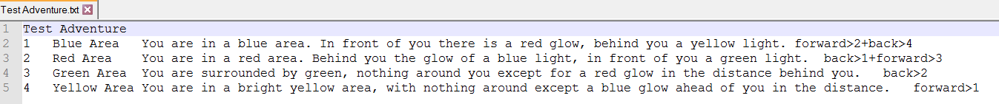 Test Adventure.txt
1 Test Adventure
2 1 Blue Area You are in a blue area. In front of you there is a red glow, behind you a yellow light. forward>2+back>4
3 2 Red Area You are in a red area. Behind you the glow of a blue light, in front of you a green light. back>1+forward>3
4 3 Green Area You are surrounded by green, nothing around you except for a red glow in the distance behind you. back>2
5 4 Yellow Area You are in a bright yellow area, with nothing around except a blue glow ahead of you in the distance. forward>1